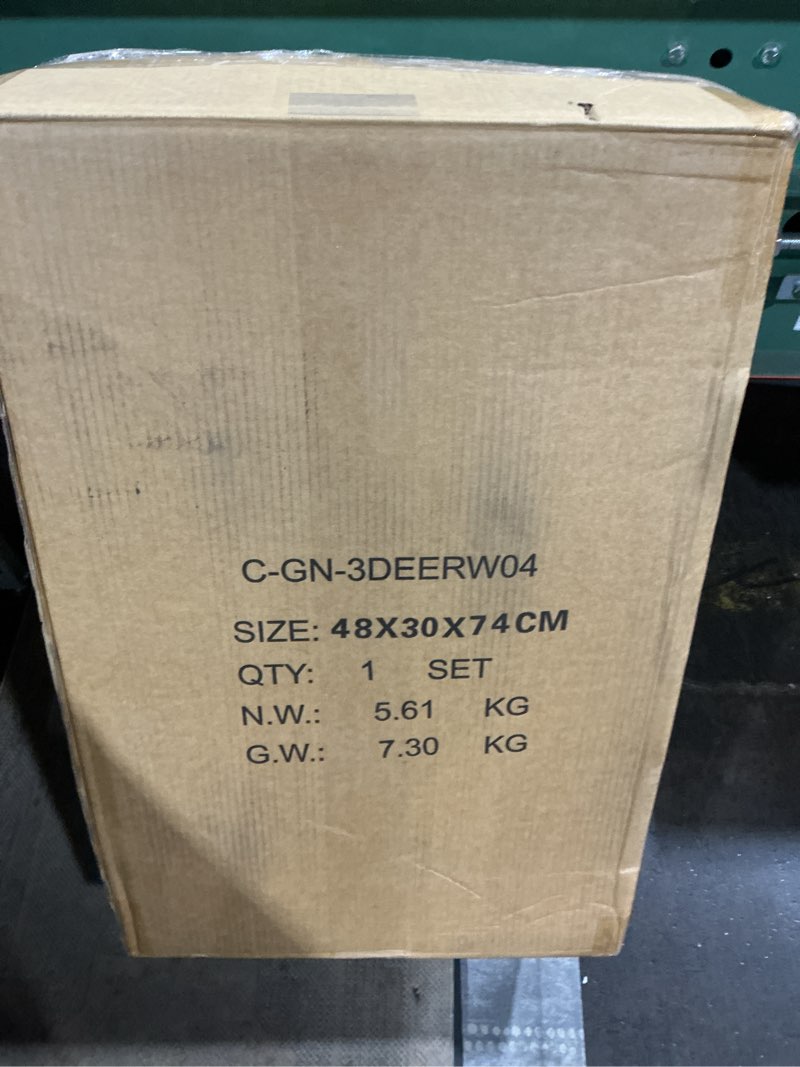 C-GN-3DEERW04
SIZE: 48X30X74CM
QTY: 1 SET
N.W.: 5.61 KG
G.W.: 7.30 KG